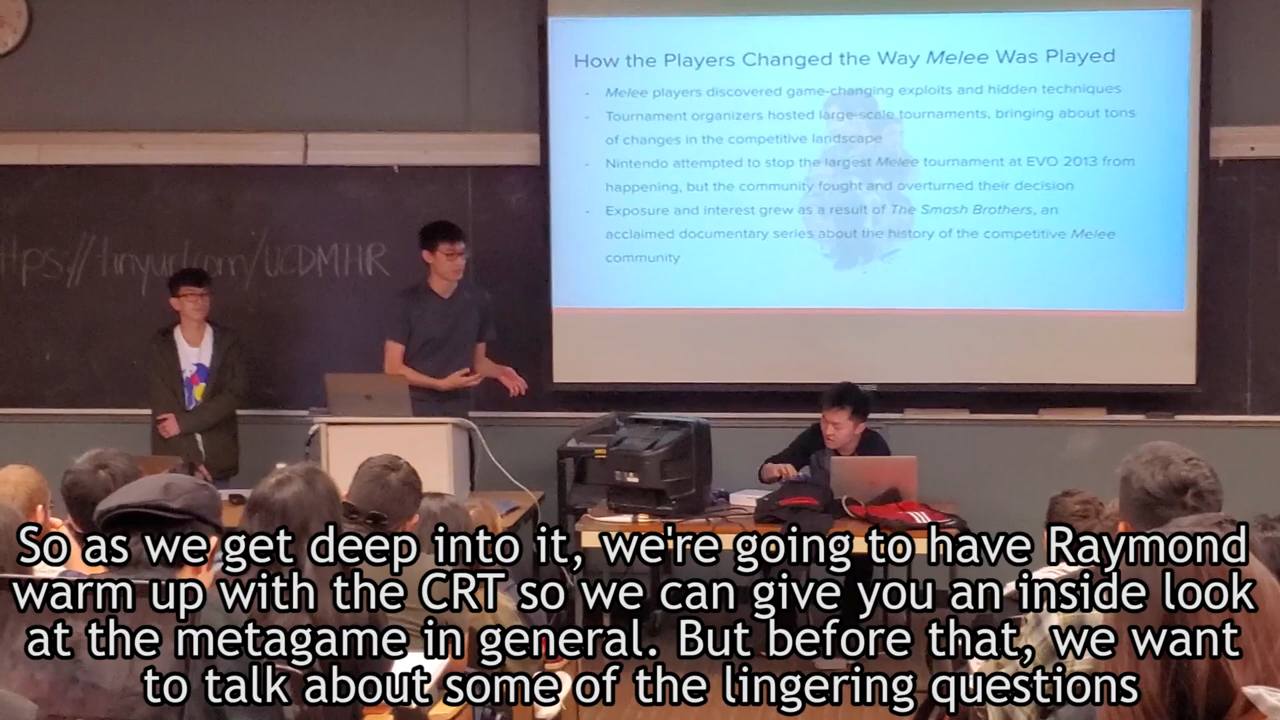 How the Players Changed the Way Melee Was Played
- Melee players discovered game-changing exploits and hidden techniques
- Tournament organizers hosted large-scale tournaments, bringing about tons
of changes in the competitive landscape
- Nintendo attempted to stop the largest Melee tournament at EVO 2013 from
happening, but the community fought and overturned their decision
- Exposure and interest grew as a result of The Smash Brothers, an
acclaimed documentary series about the history of the competitive Melee
community
ttps://tinyurl.com/UCDMHR
So as we get deep into it, we're going to have Raymond
warm up with the CRT so we can give you an inside look
at the metagame in general. But before that, we want
to talk about some of the lingering questions